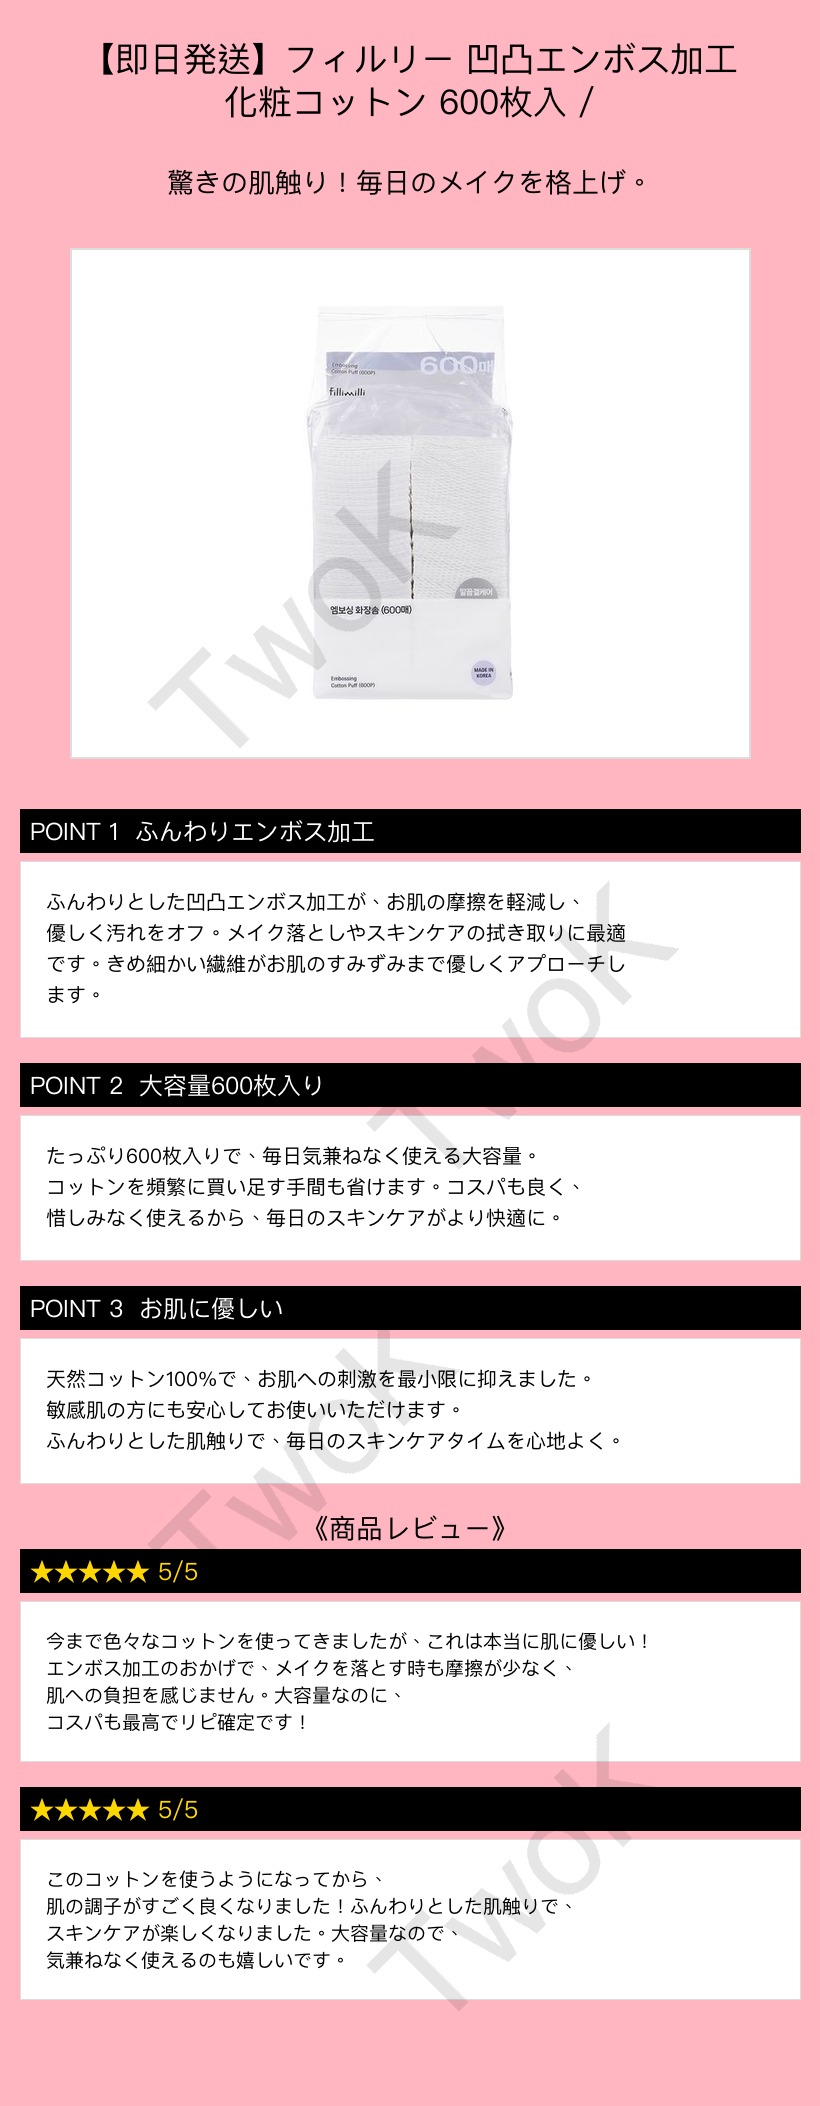 【即日発送】フィルリー 凹凸エンボス加工
化粧コットン 600枚入 /
驚きの肌触り！毎日のメイクを格上げ。
Embossing
Cotton Puff (600P)
600매
fillimilli
말끔결케어
엠보싱 화장솜 (600매)
Embossing
Cotton Puff (600P)
MADE IN
KOREA
TwoK
POINT 1 ふんわりエンボス加工
ふんわりとした凹凸エンボス加工が、お肌の摩擦を軽減し、
優しく汚れをオフ。メイク落としやスキンケアの拭き取りに最適
です。きめ細かい繊維がお肌のすみずみまで優しくアプローチし
ます。
TwoK
POINT 2 大容量600枚入り
たっぷり600枚入りで、毎日気兼ねなく使える大容量。
コットンを頻繁に買い足す手間も省けます。コスパも良く、
惜しみなく使えるから、毎日のスキンケアがより快適に。
POINT 3 お肌に優しい
天然コットン100%で、お肌への刺激を最小限に抑えました。
敏感肌の方にも安心してお使いいただけます。
ふんわりとした肌触りで、毎日のスキンケアタイムを心地よく。
TwoK
《商品レビュー》
★★★★★ 5/5
今まで色々なコットンを使ってきましたが、これは本当に肌に優しい！
エンボス加工のおかげで、メイクを落とす時も摩擦が少なく、
肌への負担を感じません。大容量なのに、
コスパも最高でリピ確定です！
★★★★★ 5/5
このコットンを使うようになってから、
肌の調子がすごく良くなりました！ふんわりとした肌触りで、
スキンケアが楽しくなりました。大容量なので、
気兼ねなく使えるのも嬉しいです。
TwoK